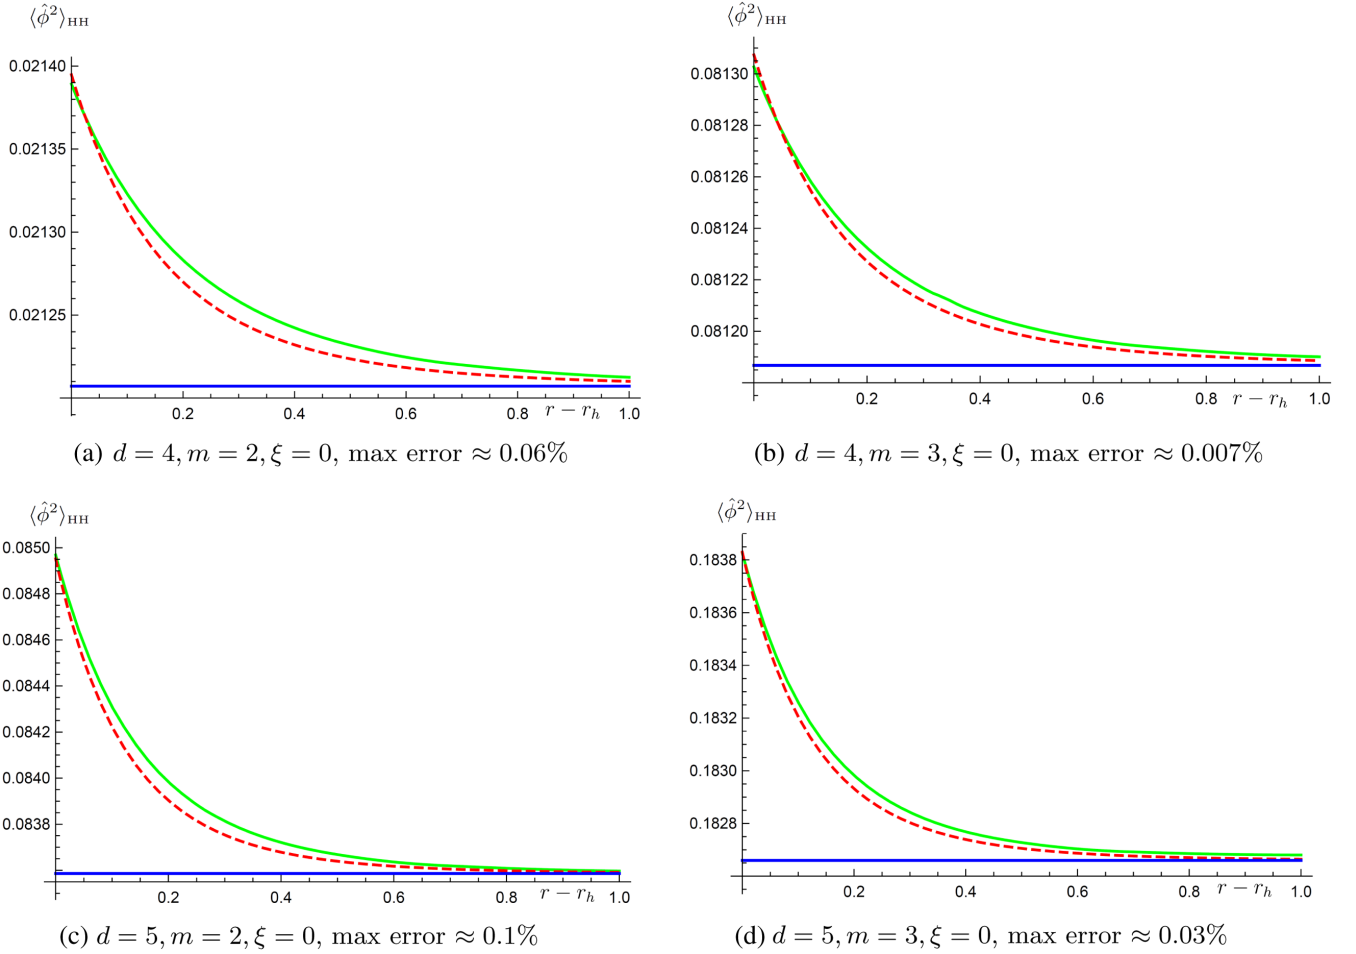 ⟨φ̂²⟩HH
0.02140
0.02135
0.02130
0.02125
0.2 0.4 0.6 0.8 r − r_h 1.0
(a) d = 4, m = 2, ξ = 0, max error ≈ 0.06%
⟨φ̂²⟩HH
0.08130
0.08128
0.08126
0.08124
0.08122
0.08120
0.2 0.4 0.6 0.8 r − r_h 1.0
(b) d = 4, m = 3, ξ = 0, max error ≈ 0.007%
⟨φ̂²⟩HH
0.0850
0.0848
0.0846
0.0844
0.0842
0.0840
0.0838
0.2 0.4 0.6 0.8 r − r_h 1.0
(c) d = 5, m = 2, ξ = 0, max error ≈ 0.1%
⟨φ̂²⟩HH
0.1838
0.1836
0.1834
0.1832
0.1830
0.1828
0.2 0.4 0.6 0.8 r − r_h 1.0
(d) d = 5, m = 3, ξ = 0, max error ≈ 0.03%